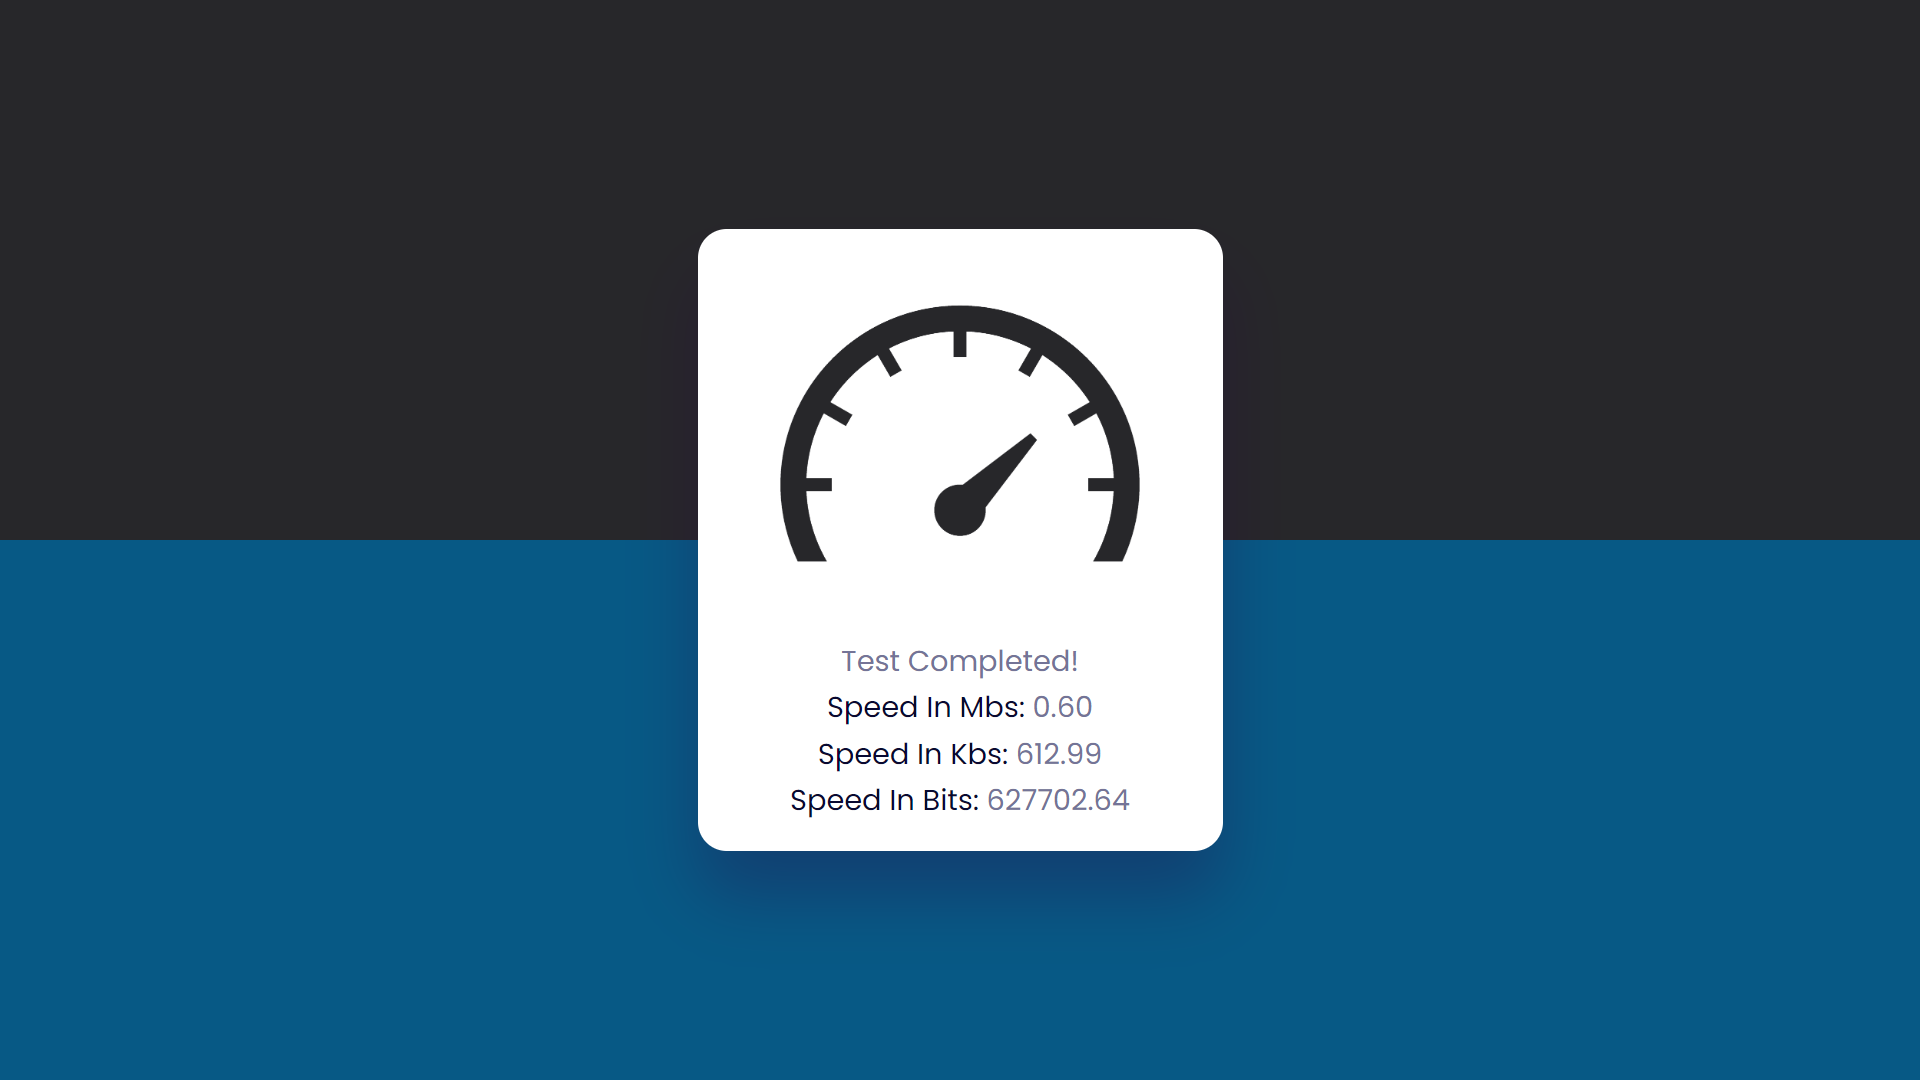 Test Completed!
Speed In Mbs: 0.60
Speed In Kbs: 612.99
Speed In Bits: 627702.64